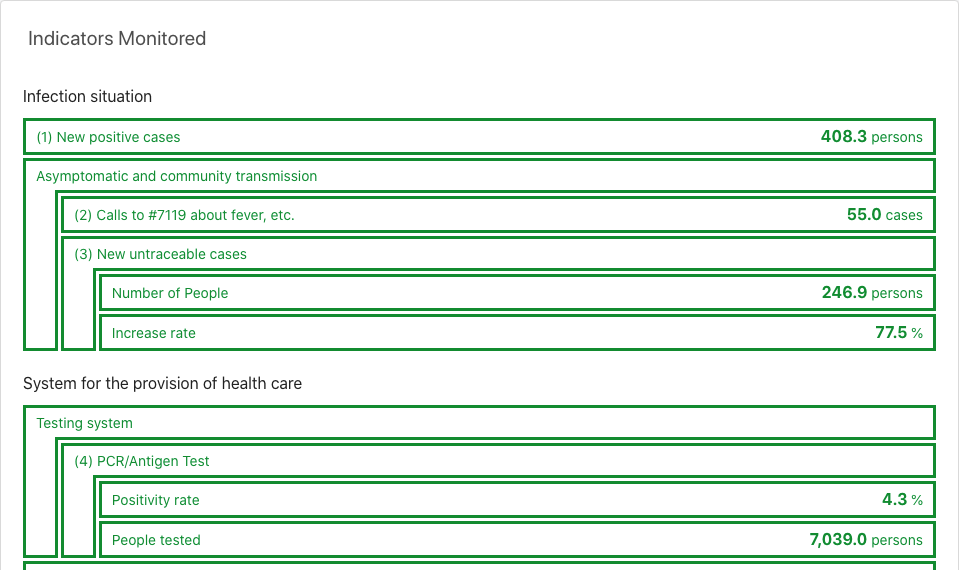 Indicators Monitored
Infection situation
(1) New positive cases 408.3 persons
Asymptomatic and community transmission
(2) Calls to #7119 about fever, etc. 55.0 cases
(3) New untraceable cases
Number of People 246.9 persons
Increase rate 77.5 %
System for the provision of health care
Testing system
(4) PCR/Antigen Test
Positivity rate 4.3 %
People tested 7,039.0 persons